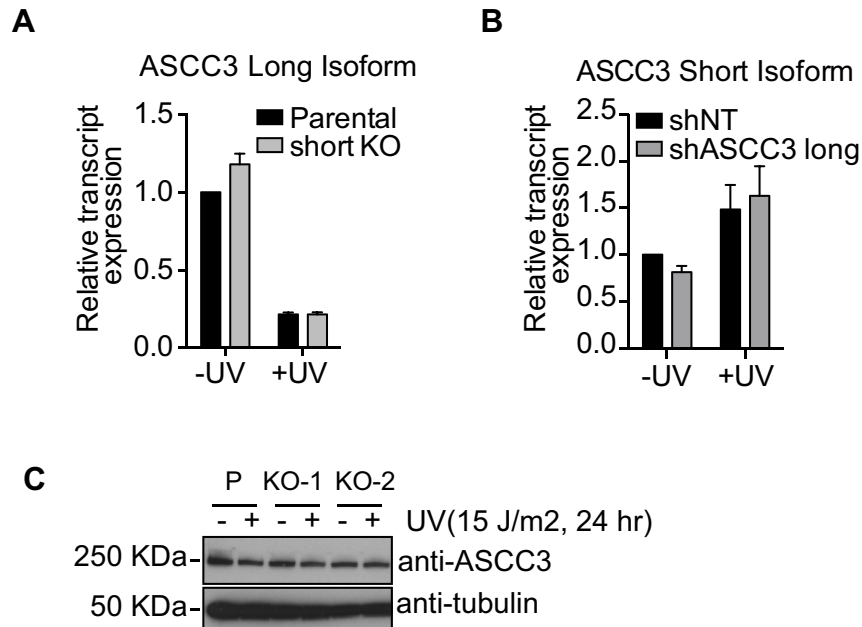 A
ASCC3 Long Isoform
Relative transcript
expression
1.5
1.0
0.5
0.0
Parental
short KO
-UV
+UV
B
ASCC3 Short Isoform
Relative transcript
expression
2.5
2.0
1.5
1.0
0.5
0.0
shNT
shASCC3 long
-UV
+UV
C
P KO-1 KO-2
- + - + - + UV(15 J/m2, 24 hr)
250 KDa- anti-ASCC3
50 KDa- anti-tubulin